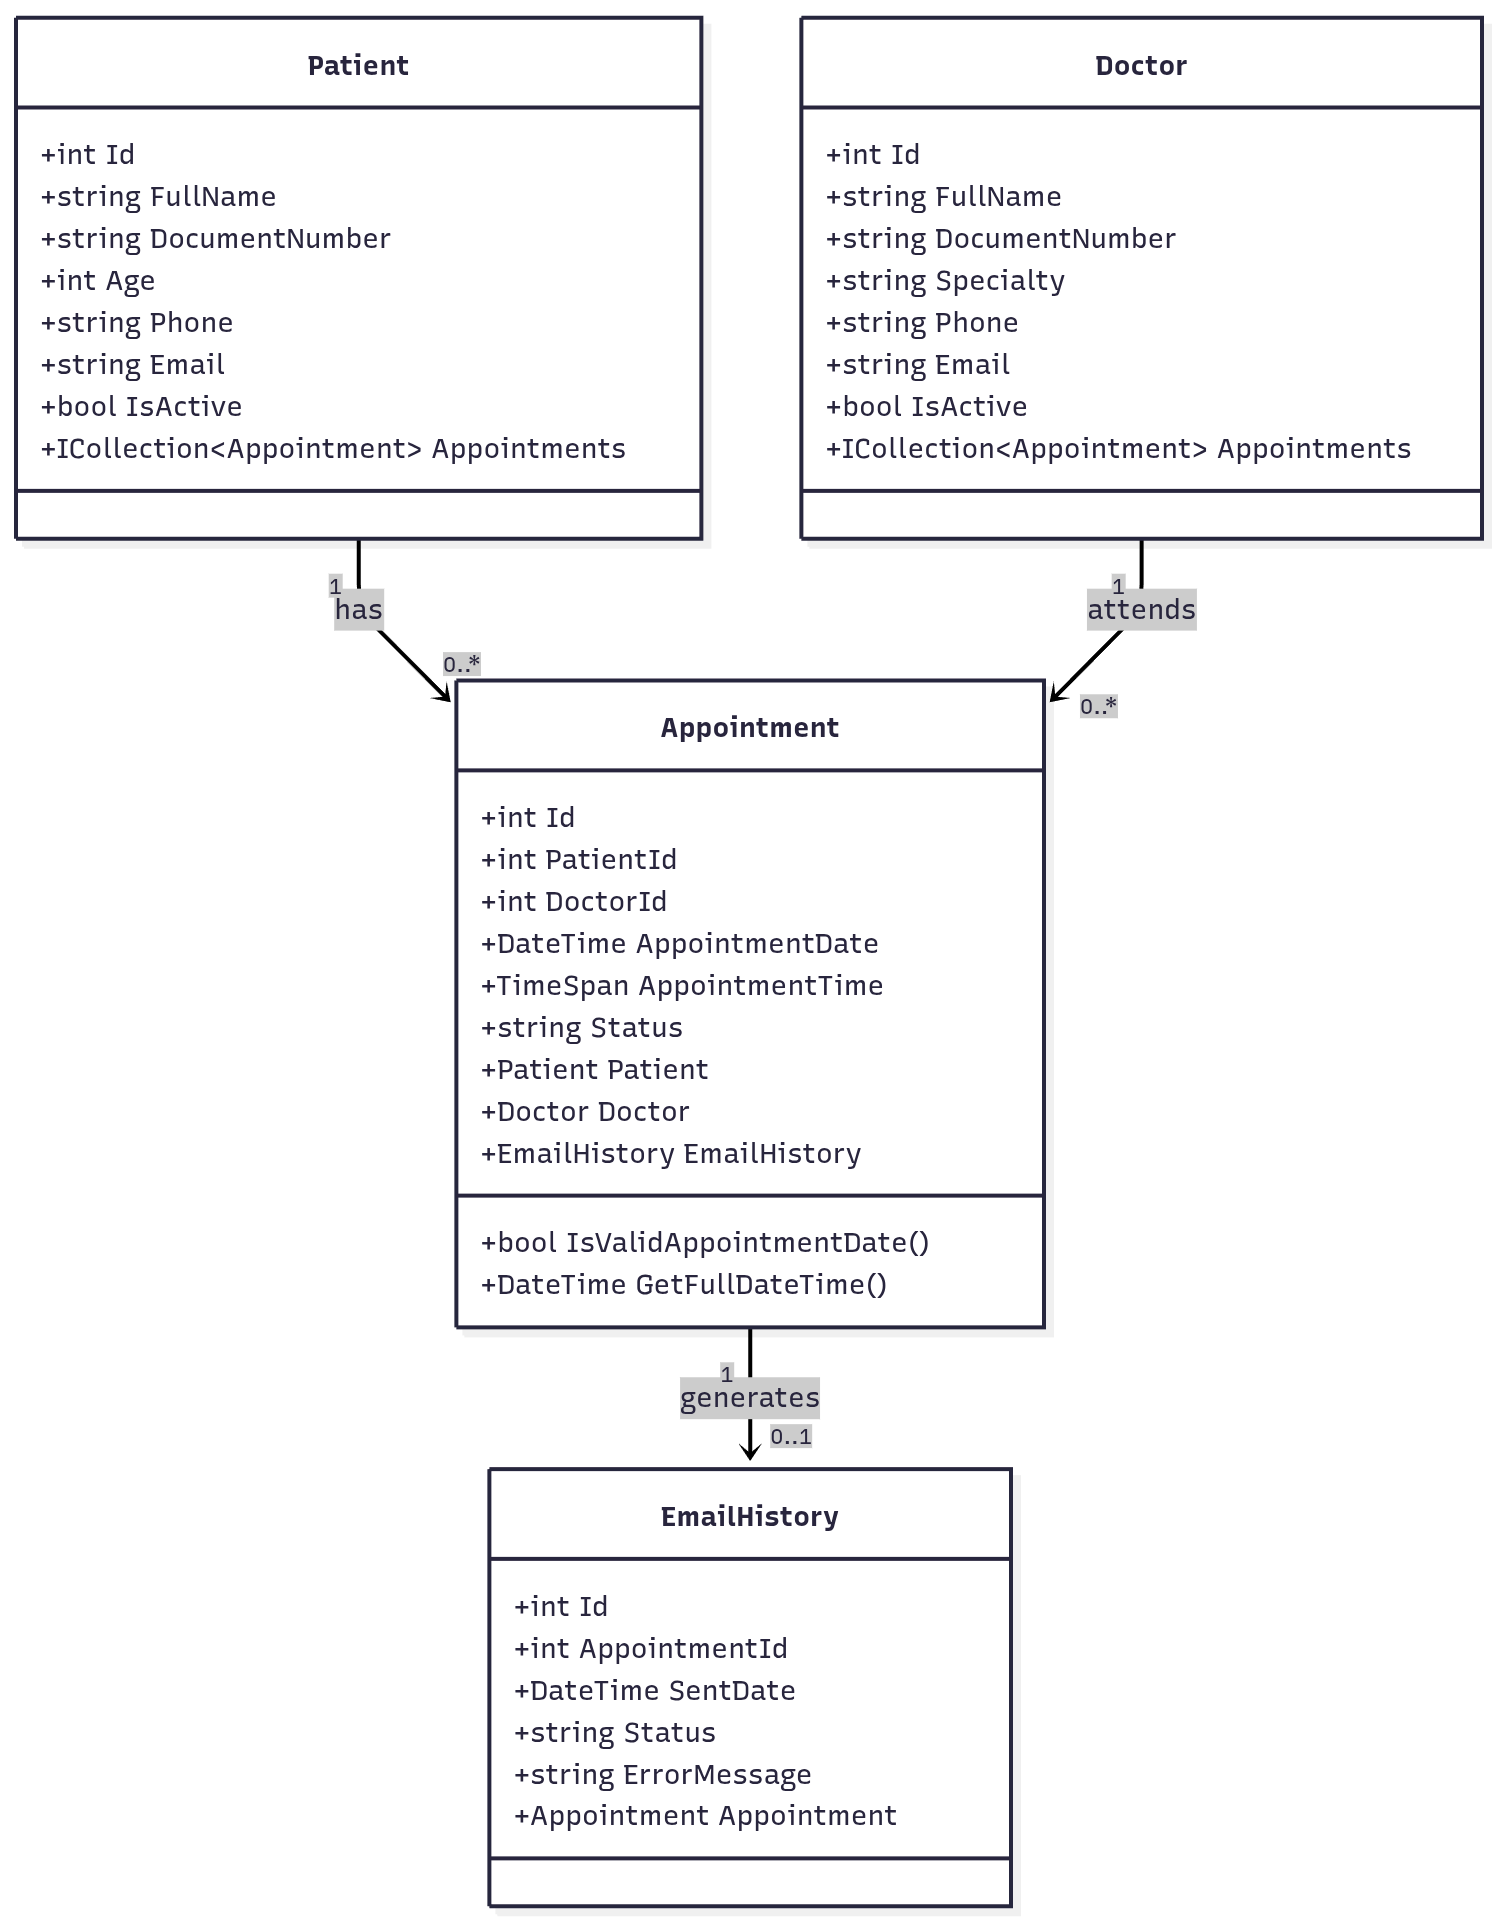 Patient
+int Id
+string FullName
+string DocumentNumber
+int Age
+string Phone
+string Email
+bool IsActive
+ICollection<Appointment> Appointments
Doctor
+int Id
+string FullName
+string DocumentNumber
+string Specialty
+string Phone
+string Email
+bool IsActive
+ICollection<Appointment> Appointments
1
has
0..*
1
attends
0..*
Appointment
+int Id
+int PatientId
+int DoctorId
+DateTime AppointmentDate
+TimeSpan AppointmentTime
+string Status
+Patient Patient
+Doctor Doctor
+EmailHistory EmailHistory
+bool IsValidAppointmentDate()
+DateTime GetFullDateTime()
1
generates
0..1
EmailHistory
+int Id
+int AppointmentId
+DateTime SentDate
+string Status
+string ErrorMessage
+Appointment Appointment